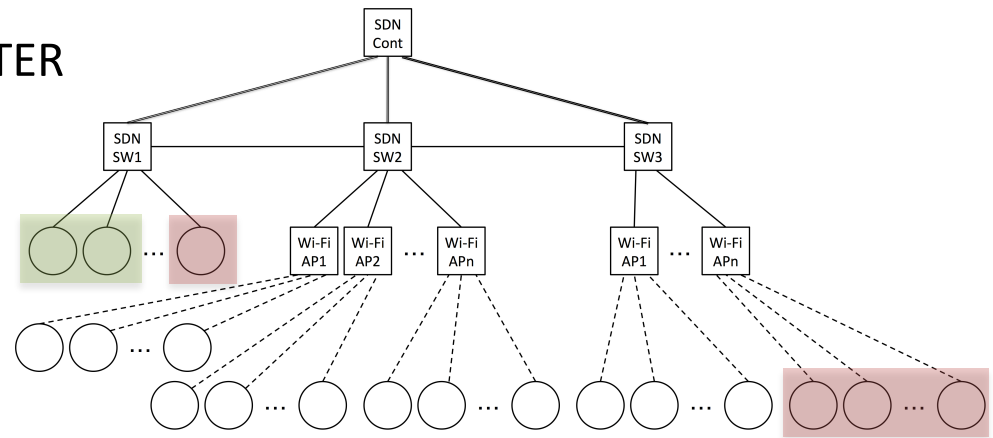 SDN
Cont
TER
SDN
SW1
SDN
SW2
SDN
SW3
...
Wi-Fi
AP1
Wi-Fi
AP2
...
Wi-Fi
APn
Wi-Fi
AP1
...
Wi-Fi
APn
...
...
...
...
...